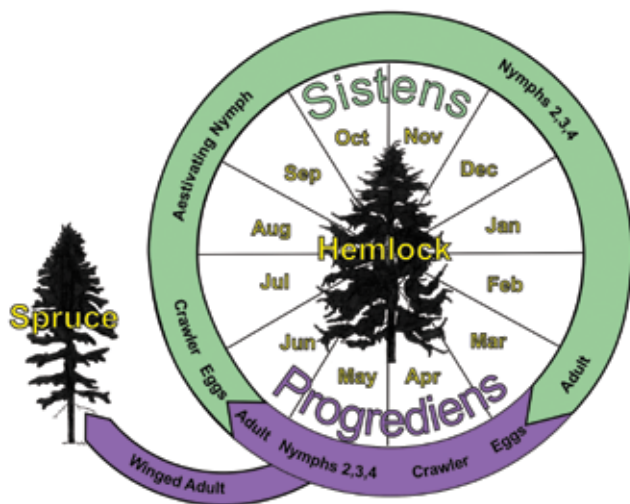 Sistens
Nymphs 2,3,4
Aestivating Nymph
Oct
Nov
Sep
Dec
Aug
Jan
Hemlock
Jul
Feb
Spruce
Jun
Mar
May
Apr
Crawler
Eggs
Adult
Progrediens
Adult
Nymphs 2,3,4
Crawler
Eggs
Winged Adult